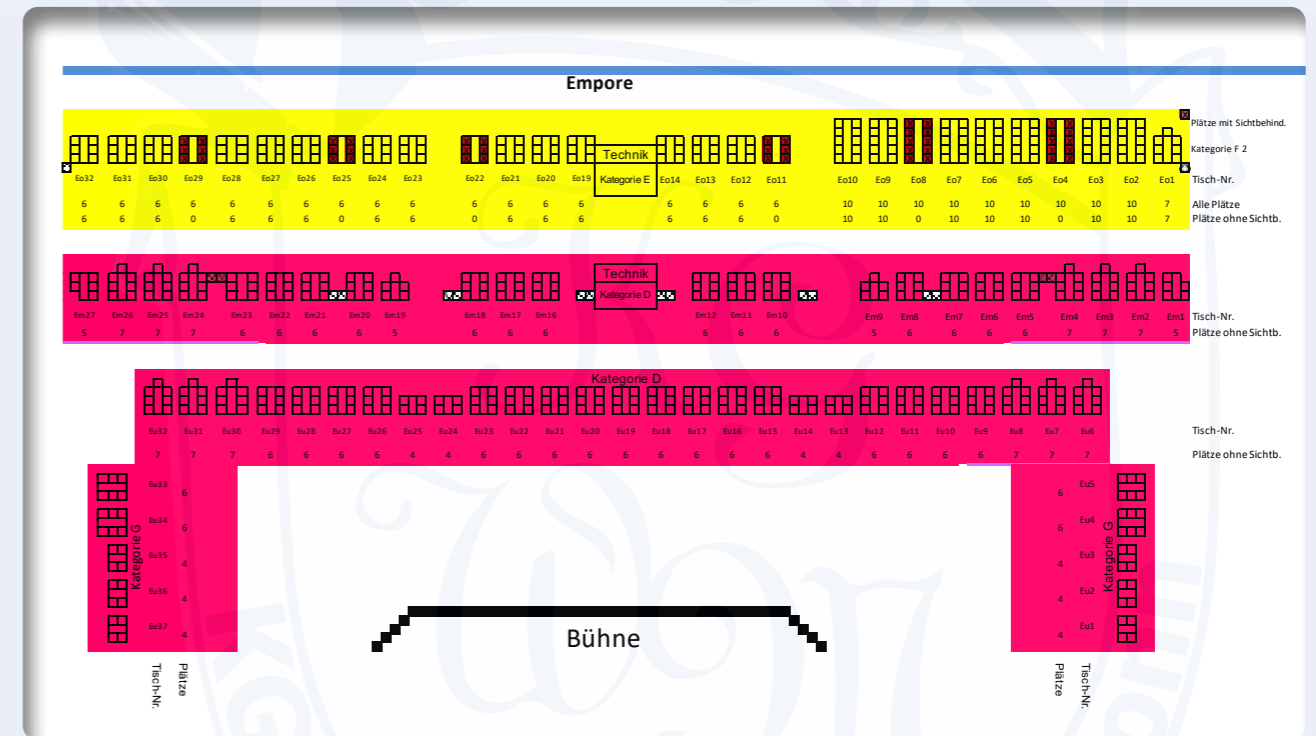 Empore
Plätze mit Sichtbehind.
Kategorie F 2
Technik
Kategorie E
Eo32 Eo31 Eo30 Eo29 Eo28 Eo27 Eo26 Eo25 Eo24 Eo23 Eo22 Eo21 Eo20 Eo19 Eo14 Eo13 Eo12 Eo11 Eo10 Eo9 Eo8 Eo7 Eo6 Eo5 Eo4 Eo3 Eo2 Eo1 Tisch-Nr.
6 6 6 6 6 6 6 6 6 6 6 6 6 6 6 6 6 6 10 10 10 10 10 10 10 10 10 7 Alle Plätze
6 6 6 0 6 6 6 0 6 6 0 6 6 6 6 6 6 0 10 10 0 10 10 10 0 10 10 7 Plätze ohne Sichtb.
Technik
Kategorie D
Em27 Em26 Em25 Em24 Em23 Em22 Em21 Em20 Em19 Em18 Em17 Em16 Em12 Em11 Em10 Em9 Em8 Em7 Em6 Em5 Em4 Em3 Em2 Em1 Tisch-Nr.
5 7 7 7 6 6 6 6 5 6 6 6 6 6 6 5 6 6 6 6 7 7 7 5 Plätze ohne Sichtb.
Kategorie D
Eu32 Eu31 Eu30 Eu29 Eu28 Eu27 Eu26 Eu25 Eu24 Eu23 Eu22 Eu21 Eu20 Eu19 Eu18 Eu17 Eu16 Eu15 Eu14 Eu13 Eu12 Eu11 Eu10 Eu9 Eu8 Eu7 Eu6 Tisch-Nr.
7 7 7 6 6 6 6 4 4 6 6 6 6 6 6 6 6 6 4 4 6 6 6 6 7 7 7 Plätze ohne Sichtb.
Eu33 6
Eu34 6
Eu35 4
Eu36 4
Eu37 4
Kategorie G
Tisch-Nr.
Plätze
Bühne
6 Eu5
6 Eu4
4 Eu3
4 Eu2
4 Eu1
Kategorie G
Plätze
Tisch-Nr.
KG